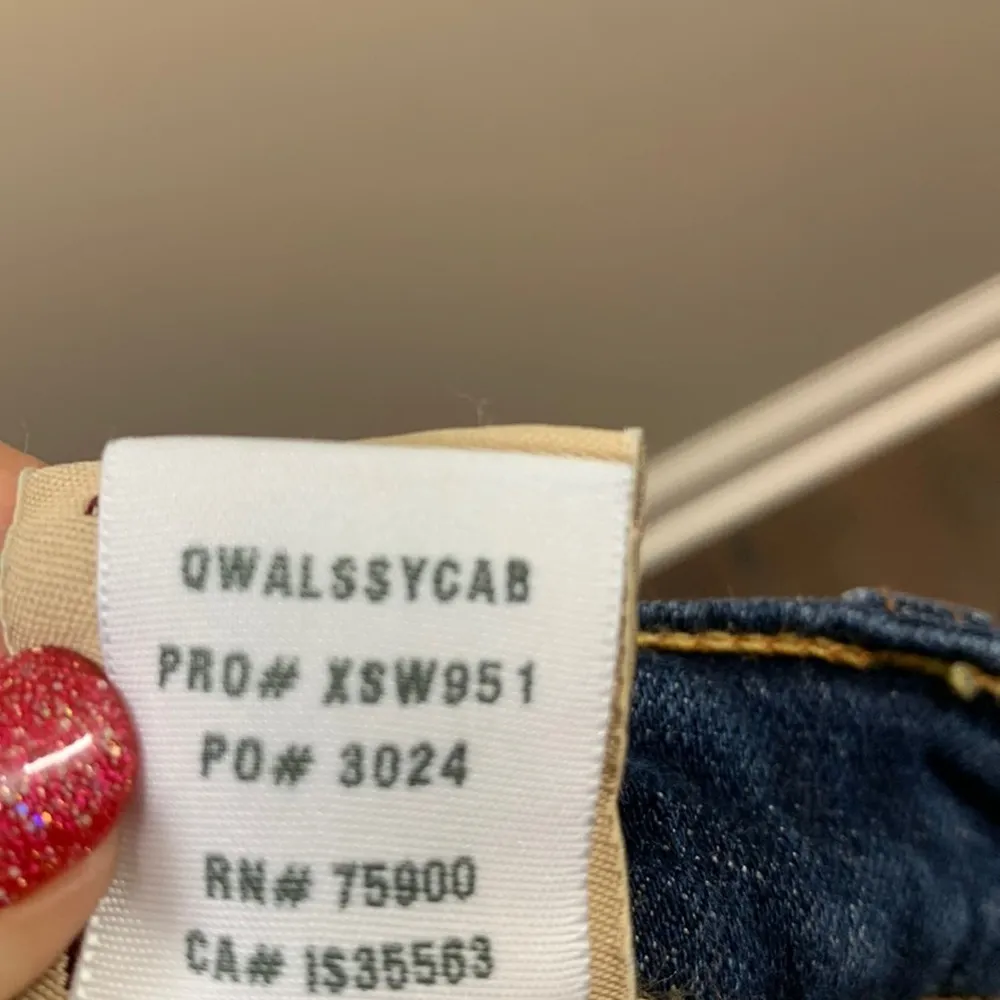 QWALSSYCAB
PRO# XSW951
PO# 3024
RN# 75900
CA# IS35563